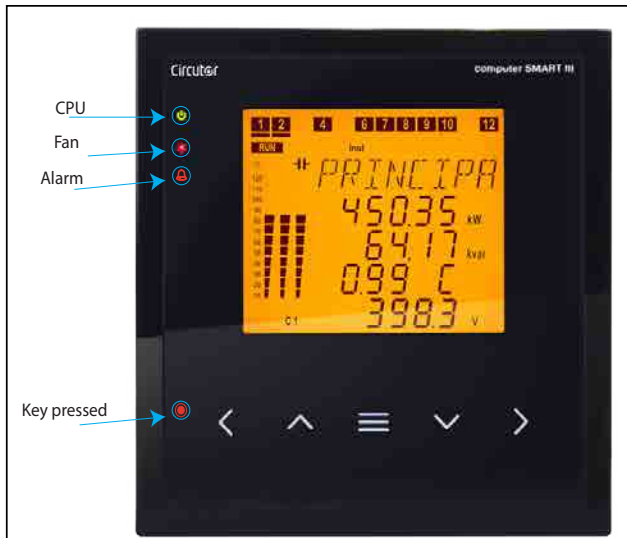 Circutor
computer SMART III
CPU
Fan
Alarm
1 2 4 6 7 8 9 10 12
RUN
Inst
PRINCIPA
450.35 kW
64.17 kvar
0.99 C
398.3 V
C1
Key pressed